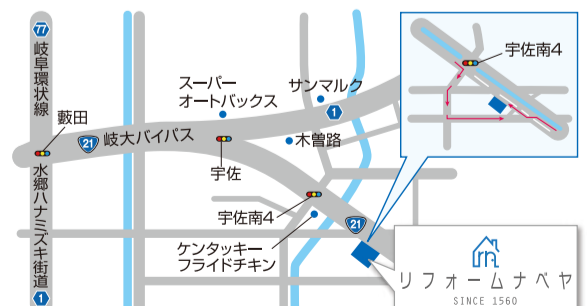 77
岐阜環状線
藪田
21
岐大バイパス
スーパー
オートバックス
サンマルク
1
木曽路
宇佐
宇佐南4
21
ケンタッキー
フライドチキン
水郷ハナミズキ街道
1
宇佐南4
リフォームナベヤ
SINCE 1560